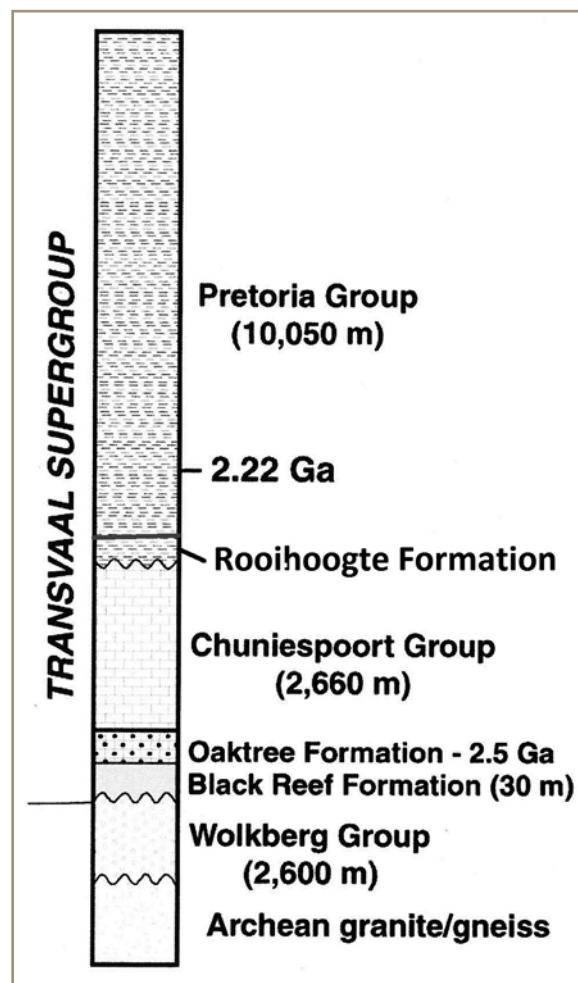 TRANSVAAL SUPERGROUP
Pretoria Group
(10,050 m)
2.22 Ga
Rooihoogte Formation
Chuniespoort Group
(2,660 m)
Oaktree Formation - 2.5 Ga
Black Reef Formation (30 m)
Wolkberg Group
(2,600 m)
Archean granite/gneiss